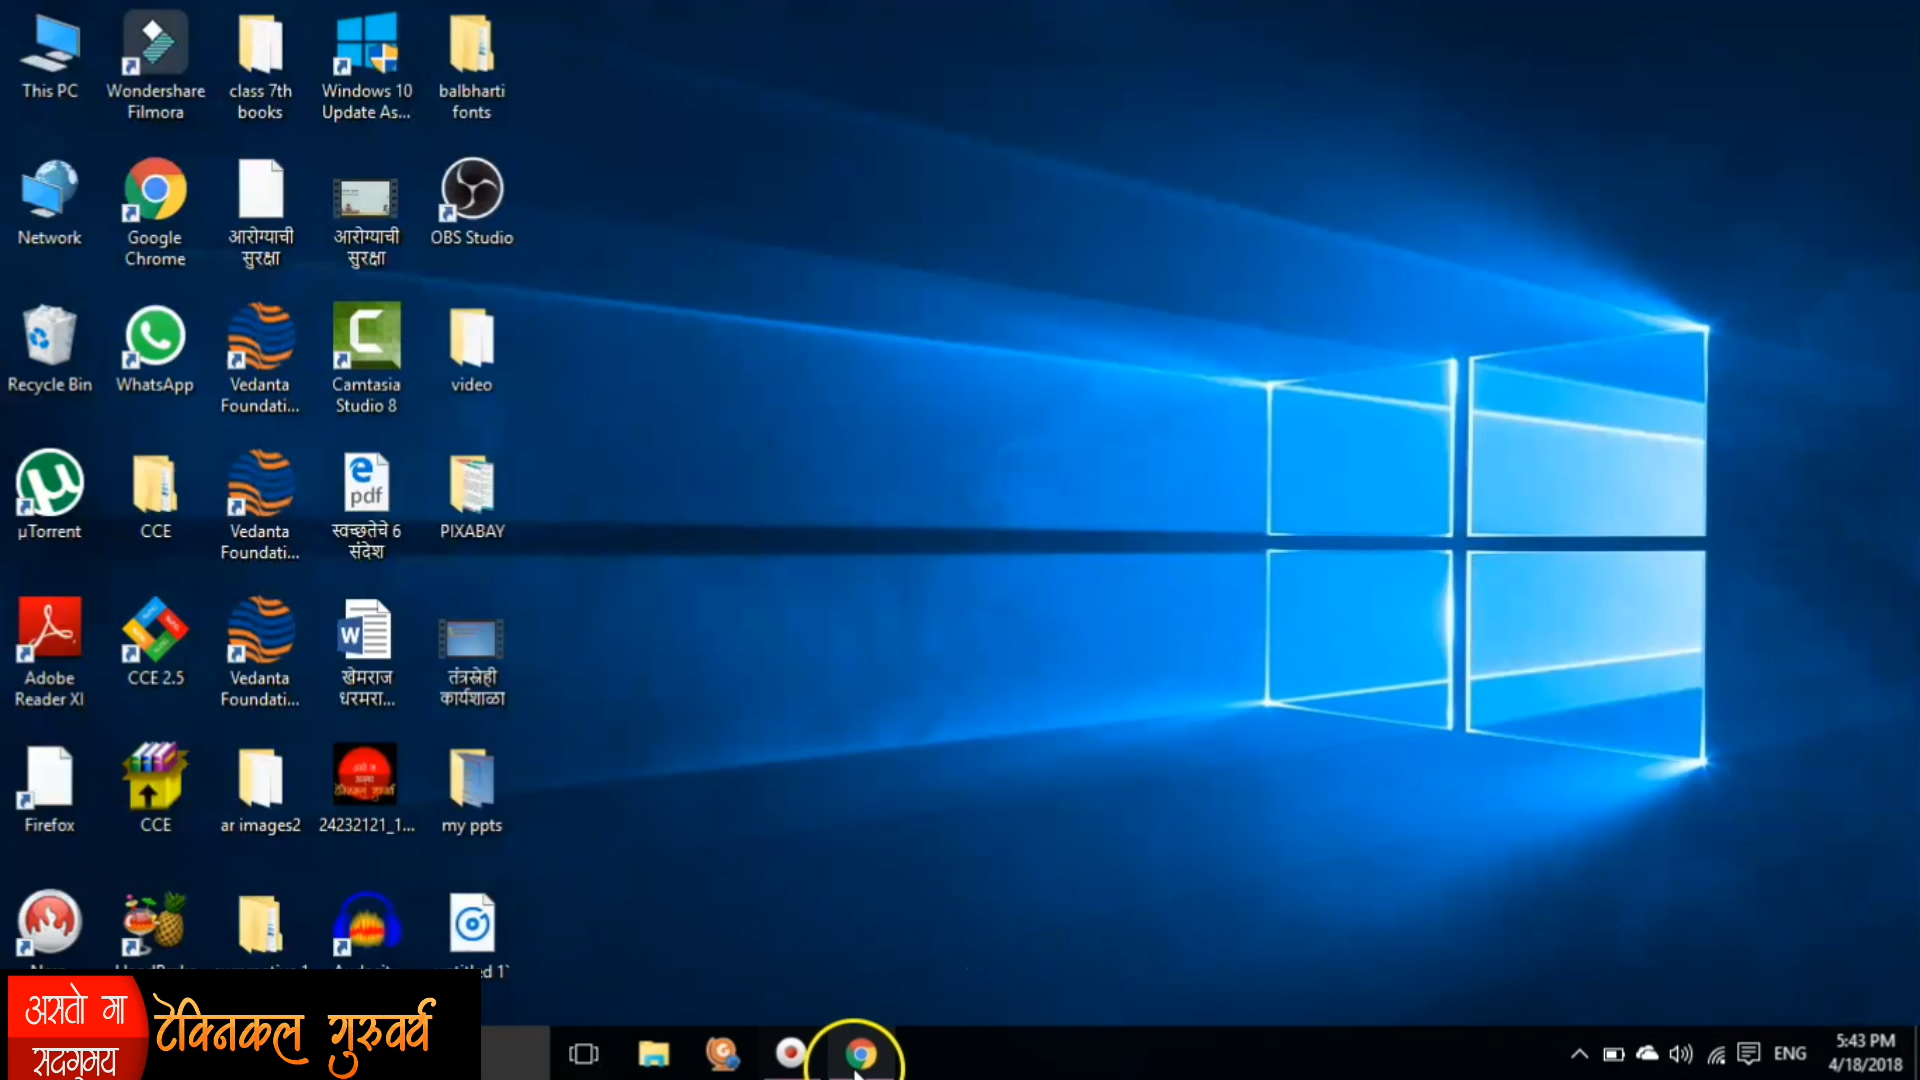 This PC
Wondershare
Filmora
class 7th
books
Windows 10
Update As...
balbharti
fonts
Network
Google
Chrome
आरोग्याची
सुरक्षा
आरोग्याची
सुरक्षा
OBS Studio
Recycle Bin
WhatsApp
Vedanta
Foundati...
Camtasia
Studio 8
video
µTorrent
CCE
Vedanta
Foundati...
pdf
स्वच्छतेचे 6
संदेश
PIXABAY
Adobe
Reader XI
CCE 2.5
Vedanta
Foundati...
W
खेमराज
धरमरा...
तंत्रस्नेही
कार्यशाळा
Firefox
CCE
ar images2
24232121_1...
my ppts
असतो मा
सदगमय
टेक्निकल गुरुवर्य
ENG
5:43 PM
4/18/2018